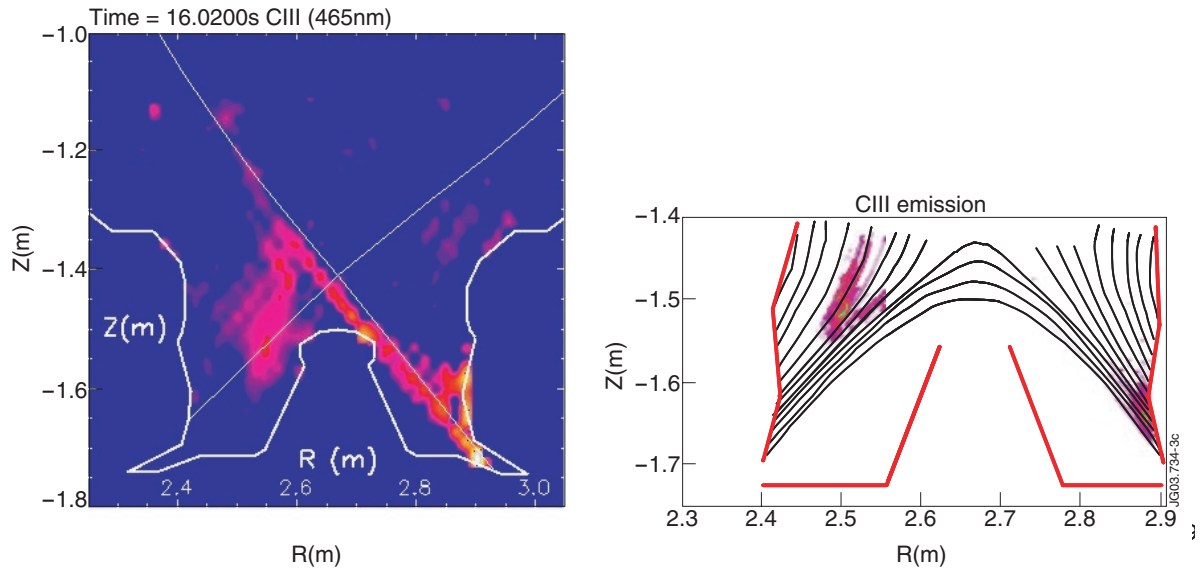 Time = 16.0200s CIII (465nm)
−1.0
−1.2
−1.4
−1.6
−1.8
Z(m)
Z(m)
R (m)
2.4
2.6
2.8
3.0
R(m)
CIII emission
−1.4
−1.5
−1.6
−1.7
Z(m)
2.3
2.4
2.5
2.6
2.7
2.8
2.9
R(m)
JG03.734-3c